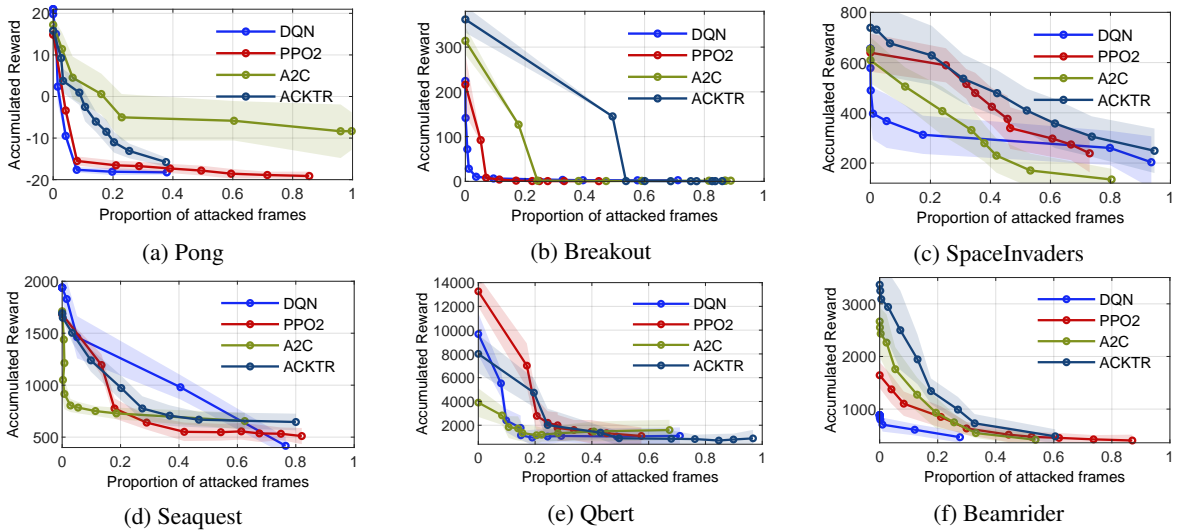 Accumulated Reward
20
10
0
-10
-20
0 0.2 0.4 0.6 0.8 1
Proportion of attacked frames
DQN
PPO2
A2C
ACKTR
(a) Pong
Accumulated Reward
300
200
100
0
0 0.2 0.4 0.6 0.8 1
Proportion of attacked frames
DQN
PPO2
A2C
ACKTR
(b) Breakout
Accumulated Reward
800
600
400
200
0 0.2 0.4 0.6 0.8 1
Proportion of attacked frames
DQN
PPO2
A2C
ACKTR
(c) SpaceInvaders
Accumulated Reward
2000
1500
1000
500
0 0.2 0.4 0.6 0.8 1
Proportion of attacked frames
DQN
PPO2
A2C
ACKTR
(d) Seaquest
Accumulated Reward
14000
12000
10000
8000
6000
4000
2000
0 0.2 0.4 0.6 0.8 1
Proportion of attacked frames
DQN
PPO2
A2C
ACKTR
(e) Qbert
Accumulated Reward
3000
2000
1000
0 0.2 0.4 0.6 0.8 1
Proportion of attacked frames
DQN
PPO2
A2C
ACKTR
(f) Beamrider